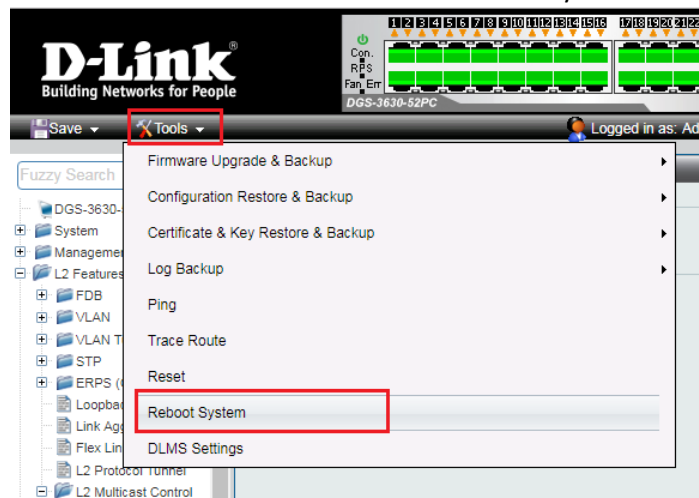 1 2 3 4 5 6 7 8 9 10 11 12 13 14 15 16 17 18 19 20 21 22
D-Link®
Building Networks for People
Con.
RPS
Fan Err
DGS-3630-52PC
Save
Tools
Logged in as: Ad
Fuzzy Search
Firmware Upgrade & Backup
Configuration Restore & Backup
Certificate & Key Restore & Backup
Log Backup
Ping
Trace Route
Reset
Reboot System
DLMS Settings
DGS-3630-
System
Managemen
L2 Features
FDB
VLAN
VLAN T
STP
ERPS (
Loopbac
Link Agg
Flex Lin
L2 Protocol Tunnel
L2 Multicast Control